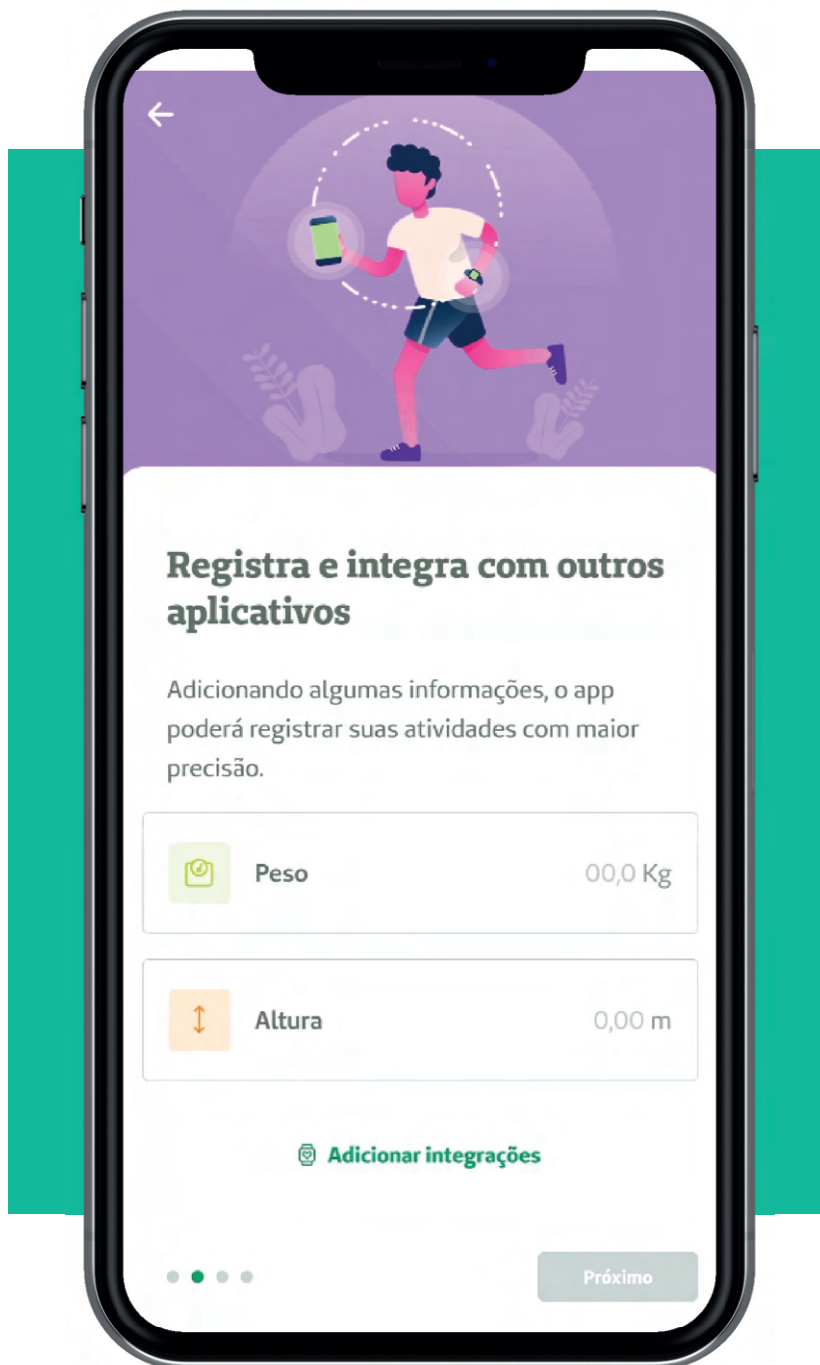 Registra e integra com outros
aplicativos
Adicionando algumas informações, o app
poderá registrar suas atividades com maior
precisão.
Peso 00,0 Kg
Altura 0,00 m
Adicionar integrações
Próximo